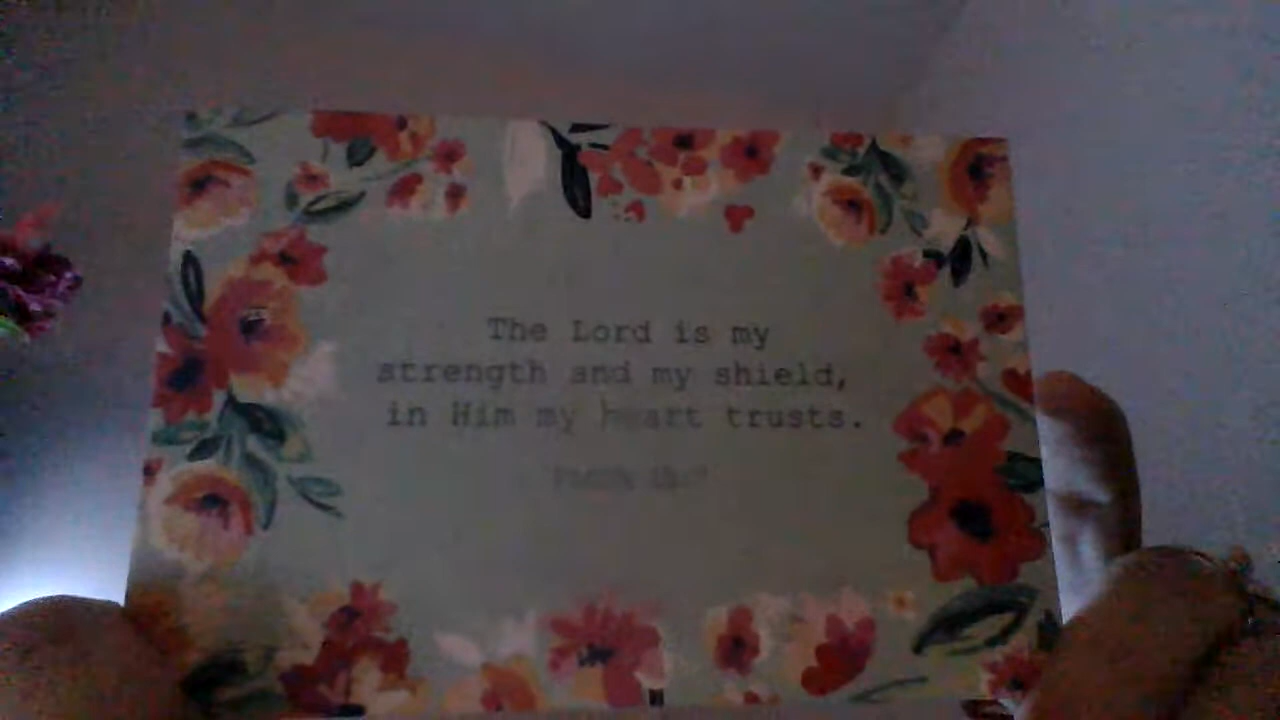 The Lord is my
strength and my shield,
in Him my heart trusts.